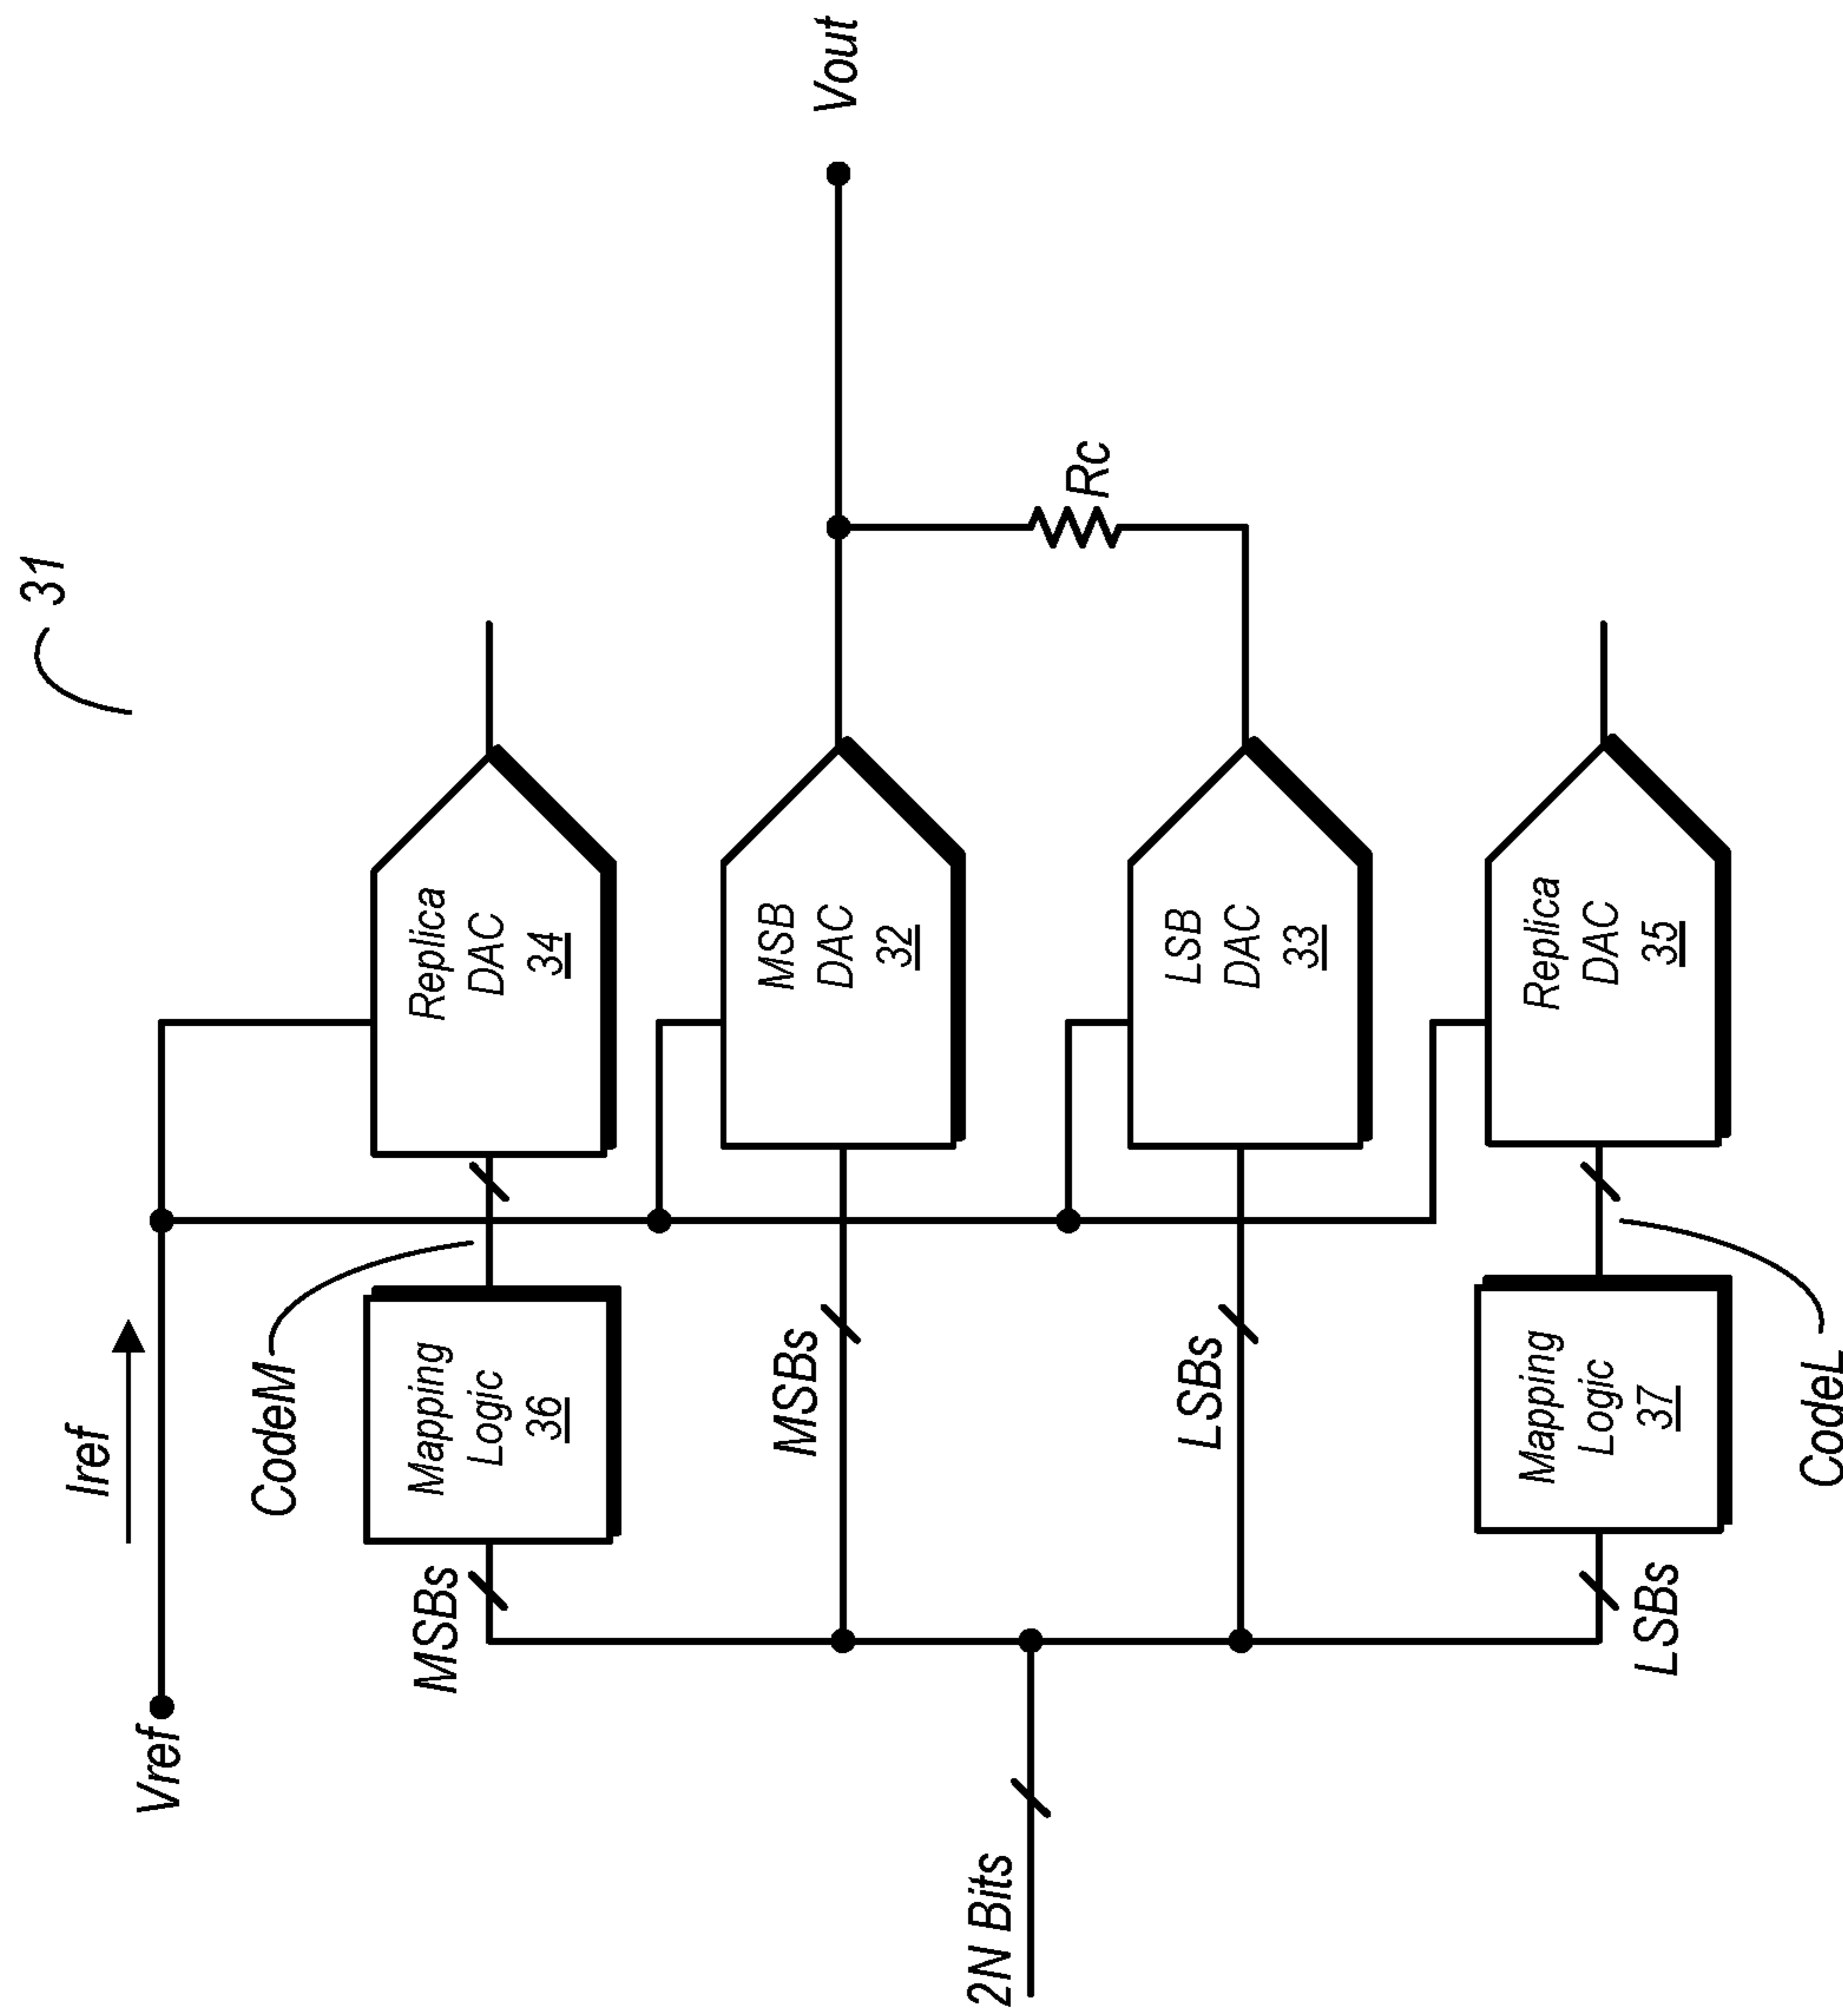 31
Vref
Iref
CodeM
MSBs
Mapping
Logic
36
Replica
DAC
34
MSBs
MSB
DAC
32
Vout
2N Bits
Rc
LSBs
LSB
DAC
33
LSBs
Mapping
Logic
37
Replica
DAC
35
CodeL